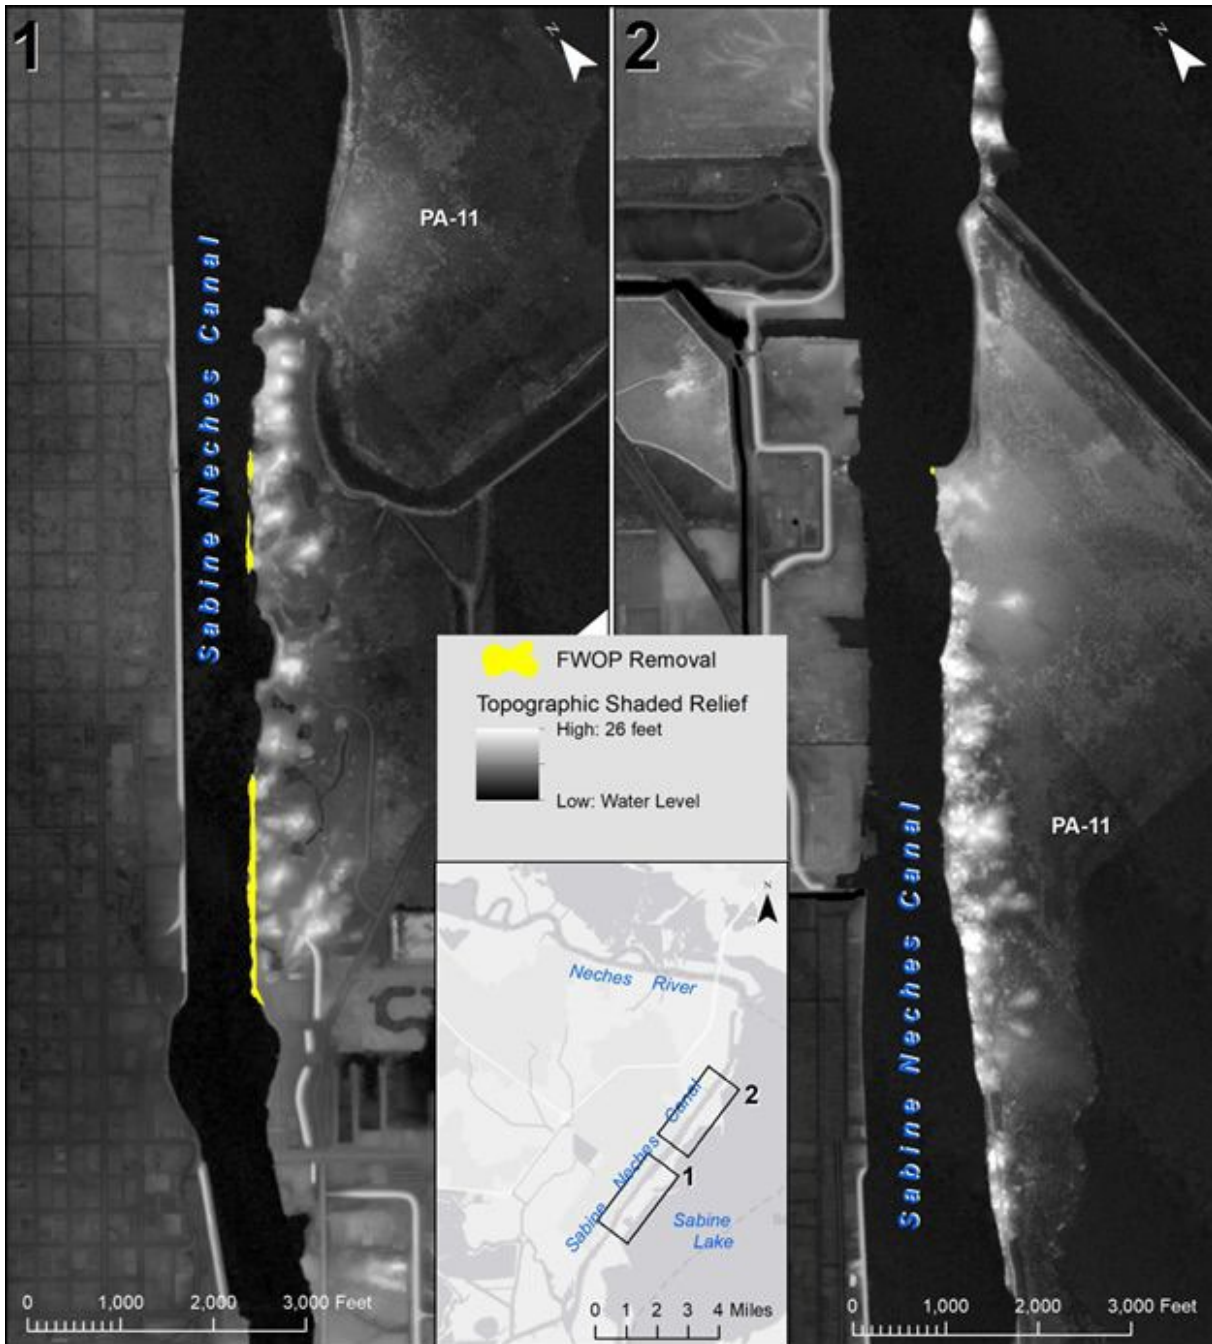 1
N
PA-11
Sabine Neches Canal
0 1,000 2,000 3,000 Feet
2
N
PA-11
Sabine Neches Canal
0 1,000 2,000 3,000 Feet
FWOP Removal
Topographic Shaded Relief
High: 26 feet
Low: Water Level
N
Neches River
Sabine Neches Canal
2
1
Sabine
Lake
0 1 2 3 4 Miles